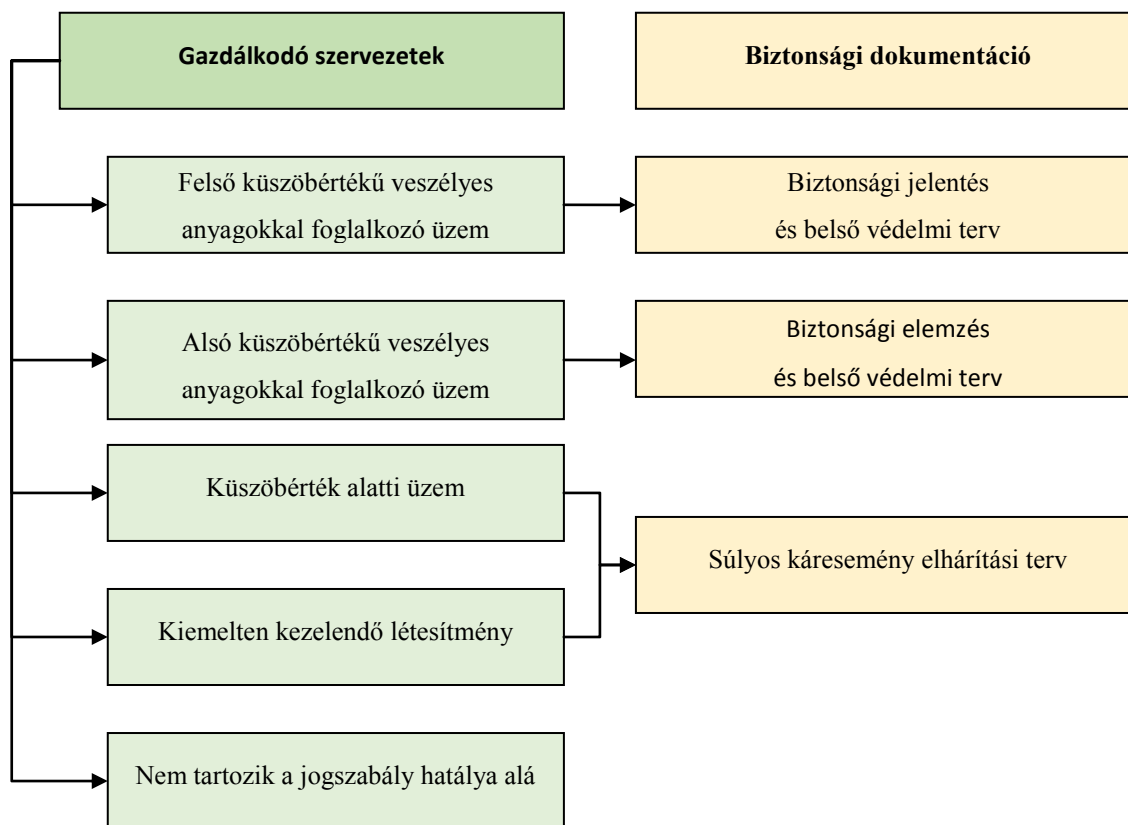 Gazdálkodó szervezetek
Biztonsági dokumentáció
Felső küszöbértékű veszélyes
anyagokkal foglalkozó üzem
Biztonsági jelentés
és belső védelmi terv
Alsó küszöbértékű veszélyes
anyagokkal foglalkozó üzem
Biztonsági elemzés
és belső védelmi terv
Küszöbérték alatti üzem
Súlyos káresemény elhárítási terv
Kiemelten kezelendő létesítmény
Nem tartozik a jogszabály hatálya alá